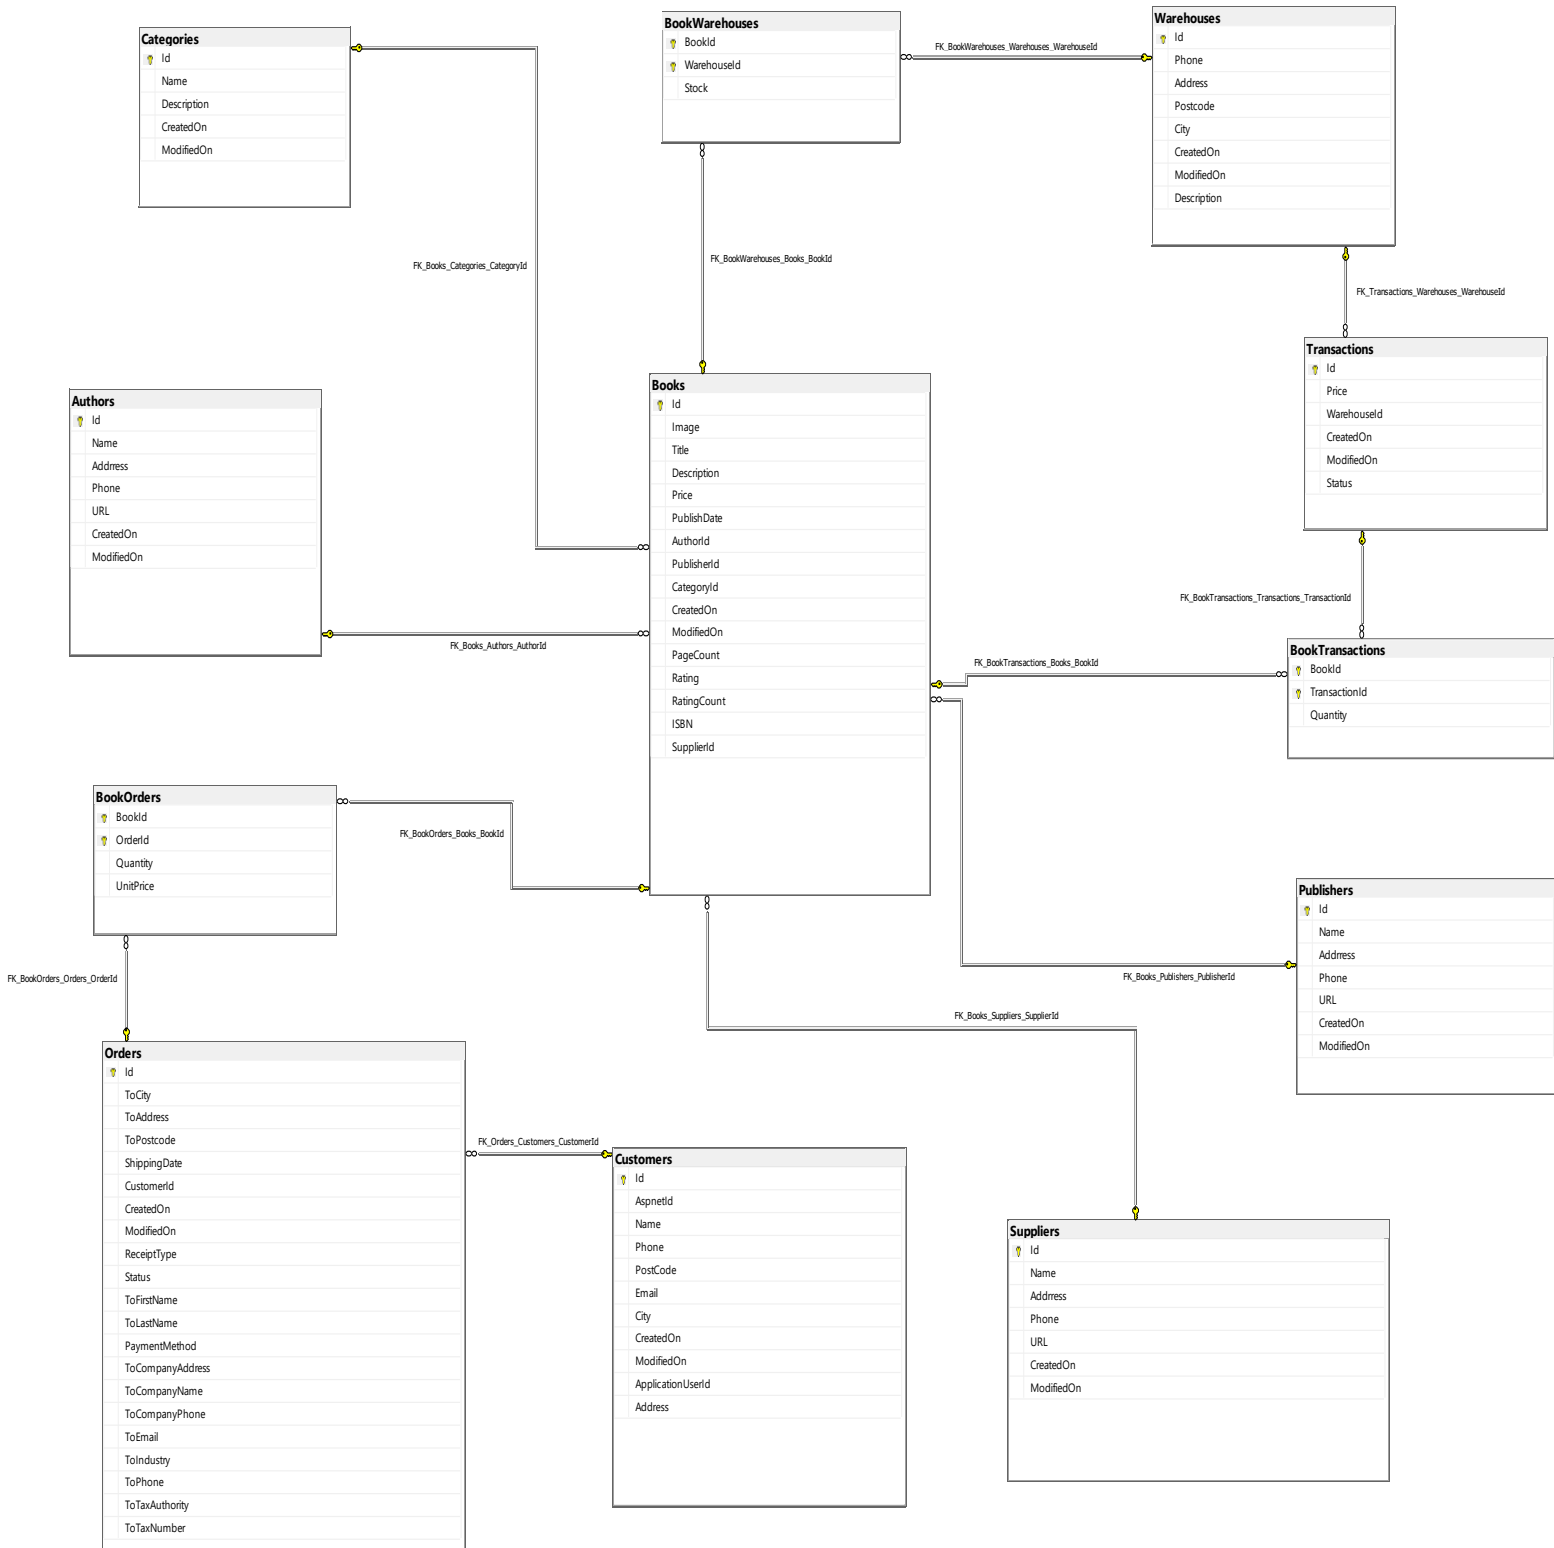 Categories
Id
Name
Description
CreatedOn
ModifiedOn
BookWarehouses
BookId
WarehouseId
Stock
FK_BookWarehouses_Warehouses_WarehouseId
Warehouses
Id
Phone
Address
Postcode
City
CreatedOn
ModifiedOn
Description
FK_Books_Categories_CategoryId
FK_BookWarehouses_Books_BookId
FK_Transactions_Warehouses_WarehouseId
Authors
Id
Name
Addrress
Phone
URL
CreatedOn
ModifiedOn
FK_Books_Authors_AuthorId
Books
Id
Image
Title
Description
Price
PublishDate
AuthorId
PublisherId
CategoryId
CreatedOn
ModifiedOn
PageCount
Rating
RatingCount
ISBN
SupplierId
Transactions
Id
Price
WarehouseId
CreatedOn
ModifiedOn
Status
FK_BookTransactions_Transactions_TransactionId
FK_BookTransactions_Books_BookId
BookTransactions
BookId
TransactionId
Quantity
BookOrders
BookId
OrderId
Quantity
UnitPrice
FK_BookOrders_Books_BookId
FK_BookOrders_Orders_OrderId
Publishers
Id
Name
Addrress
Phone
URL
CreatedOn
ModifiedOn
FK_Books_Publishers_PublisherId
FK_Books_Suppliers_SupplierId
Orders
Id
ToCity
ToAddress
ToPostcode
ShippingDate
CustomerId
CreatedOn
ModifiedOn
ReceiptType
Status
ToFirstName
ToLastName
PaymentMethod
ToCompanyAddress
ToCompanyName
ToCompanyPhone
ToEmail
ToIndustry
ToPhone
ToTaxAuthority
ToTaxNumber
FK_Orders_Customers_CustomerId
Customers
Id
AspnetId
Name
Phone
PostCode
Email
City
CreatedOn
ModifiedOn
ApplicationUserId
Address
Suppliers
Id
Name
Addrress
Phone
URL
CreatedOn
ModifiedOn